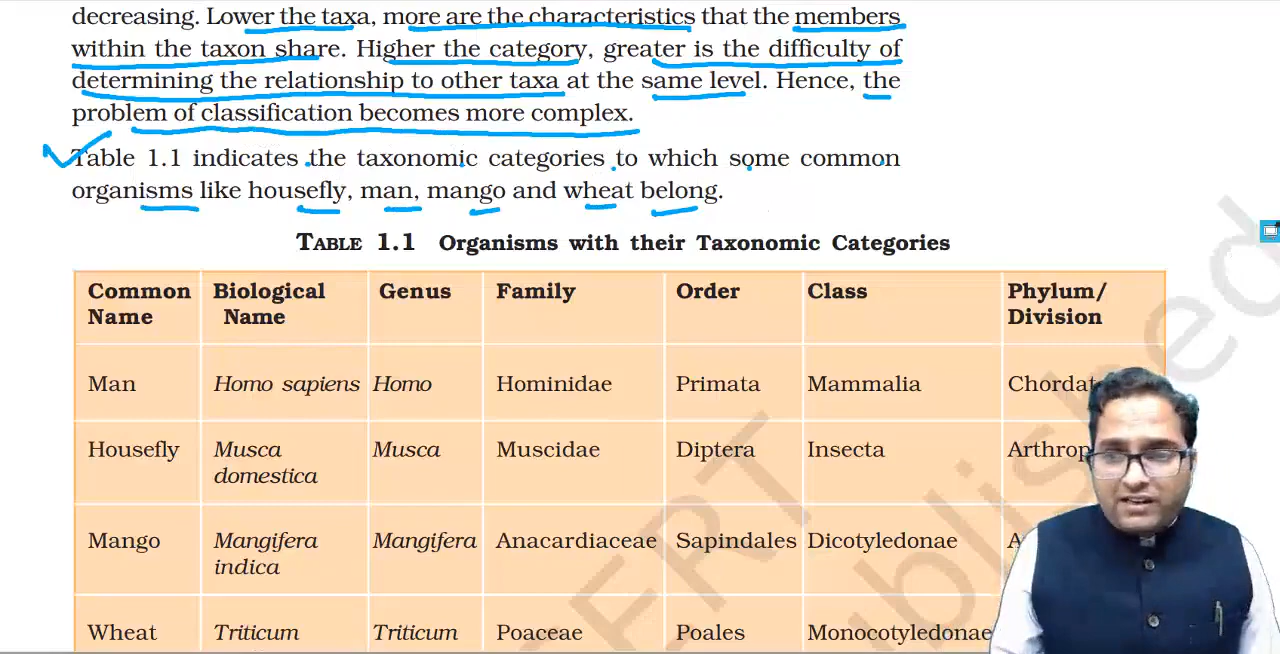 decreasing. Lower the taxa, more are the characteristics that the members
within the taxon share. Higher the category, greater is the difficulty of
determining the relationship to other taxa at the same level. Hence, the
problem of classification becomes more complex.
Table 1.1 indicates the taxonomic categories to which some common
organisms like housefly, man, mango and wheat belong.
TABLE 1.1 Organisms with their Taxonomic Categories
Common Name Biological Name Genus Family Order Class Phylum/ Division
Man Homo sapiens Homo Hominidae Primata Mammalia Chordat
Housefly Musca domestica Musca Muscidae Diptera Insecta Arthrop
Mango Mangifera indica Mangifera Anacardiaceae Sapindales Dicotyledonae A
Wheat Triticum Triticum Poaceae Poales Monocotyledonae